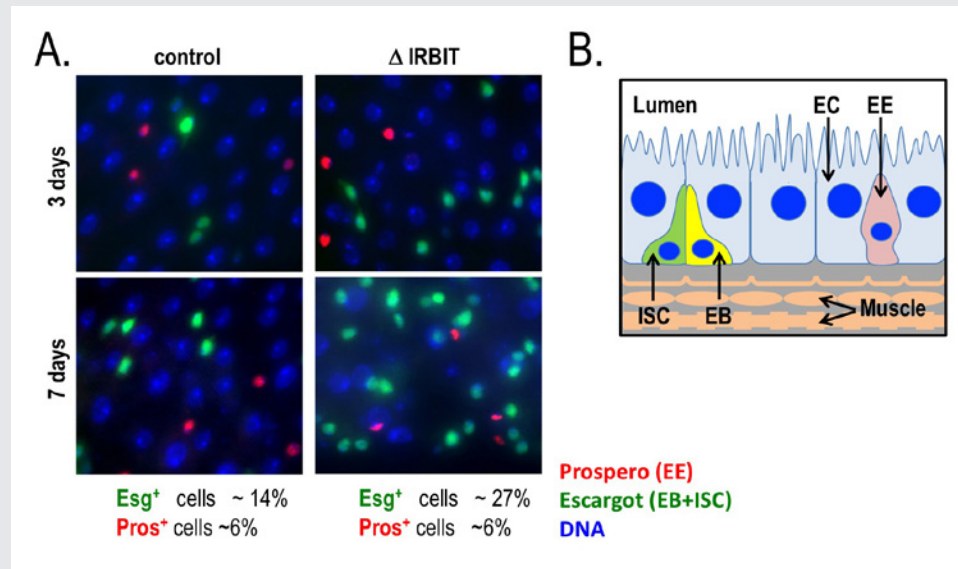 A.
control
Δ IRBIT
3 days
7 days
Esg⁺ cells ~ 14%
Pros⁺ cells ~6%
Esg⁺ cells ~ 27%
Pros⁺ cells ~6%
B.
Lumen
EC
EE
ISC
EB
Muscle
Prospero (EE)
Escargot (EB+ISC)
DNA